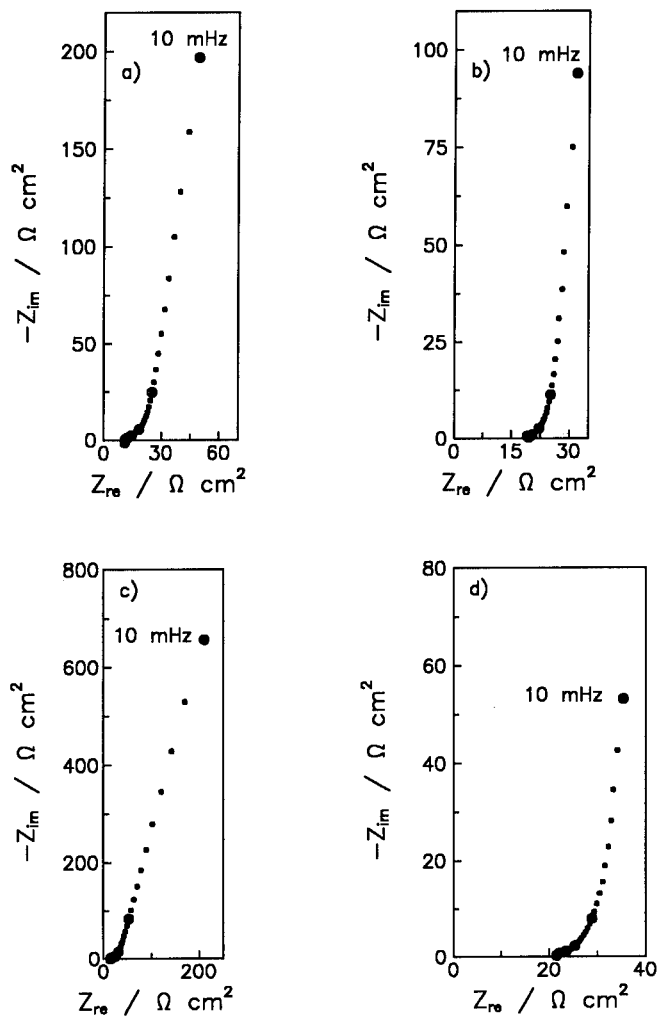 10 mHz
a)
200
150
100
50
0
0 30 60
−Z_im / Ω cm²
Z_re / Ω cm²
10 mHz
b)
100
75
50
25
0
0 15 30
−Z_im / Ω cm²
Z_re / Ω cm²
800
c)
10 mHz
600
400
200
0
0 200
−Z_im / Ω cm²
Z_re / Ω cm²
80
d)
60
10 mHz
40
20
0
0 20 40
−Z_im / Ω cm²
Z_re / Ω cm²